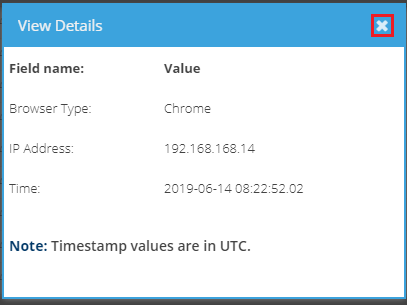 View Details
Field name: Value
Browser Type: Chrome
IP Address: 192.168.168.14
Time: 2019-06-14 08:22:52.02
Note: Timestamp values are in UTC.